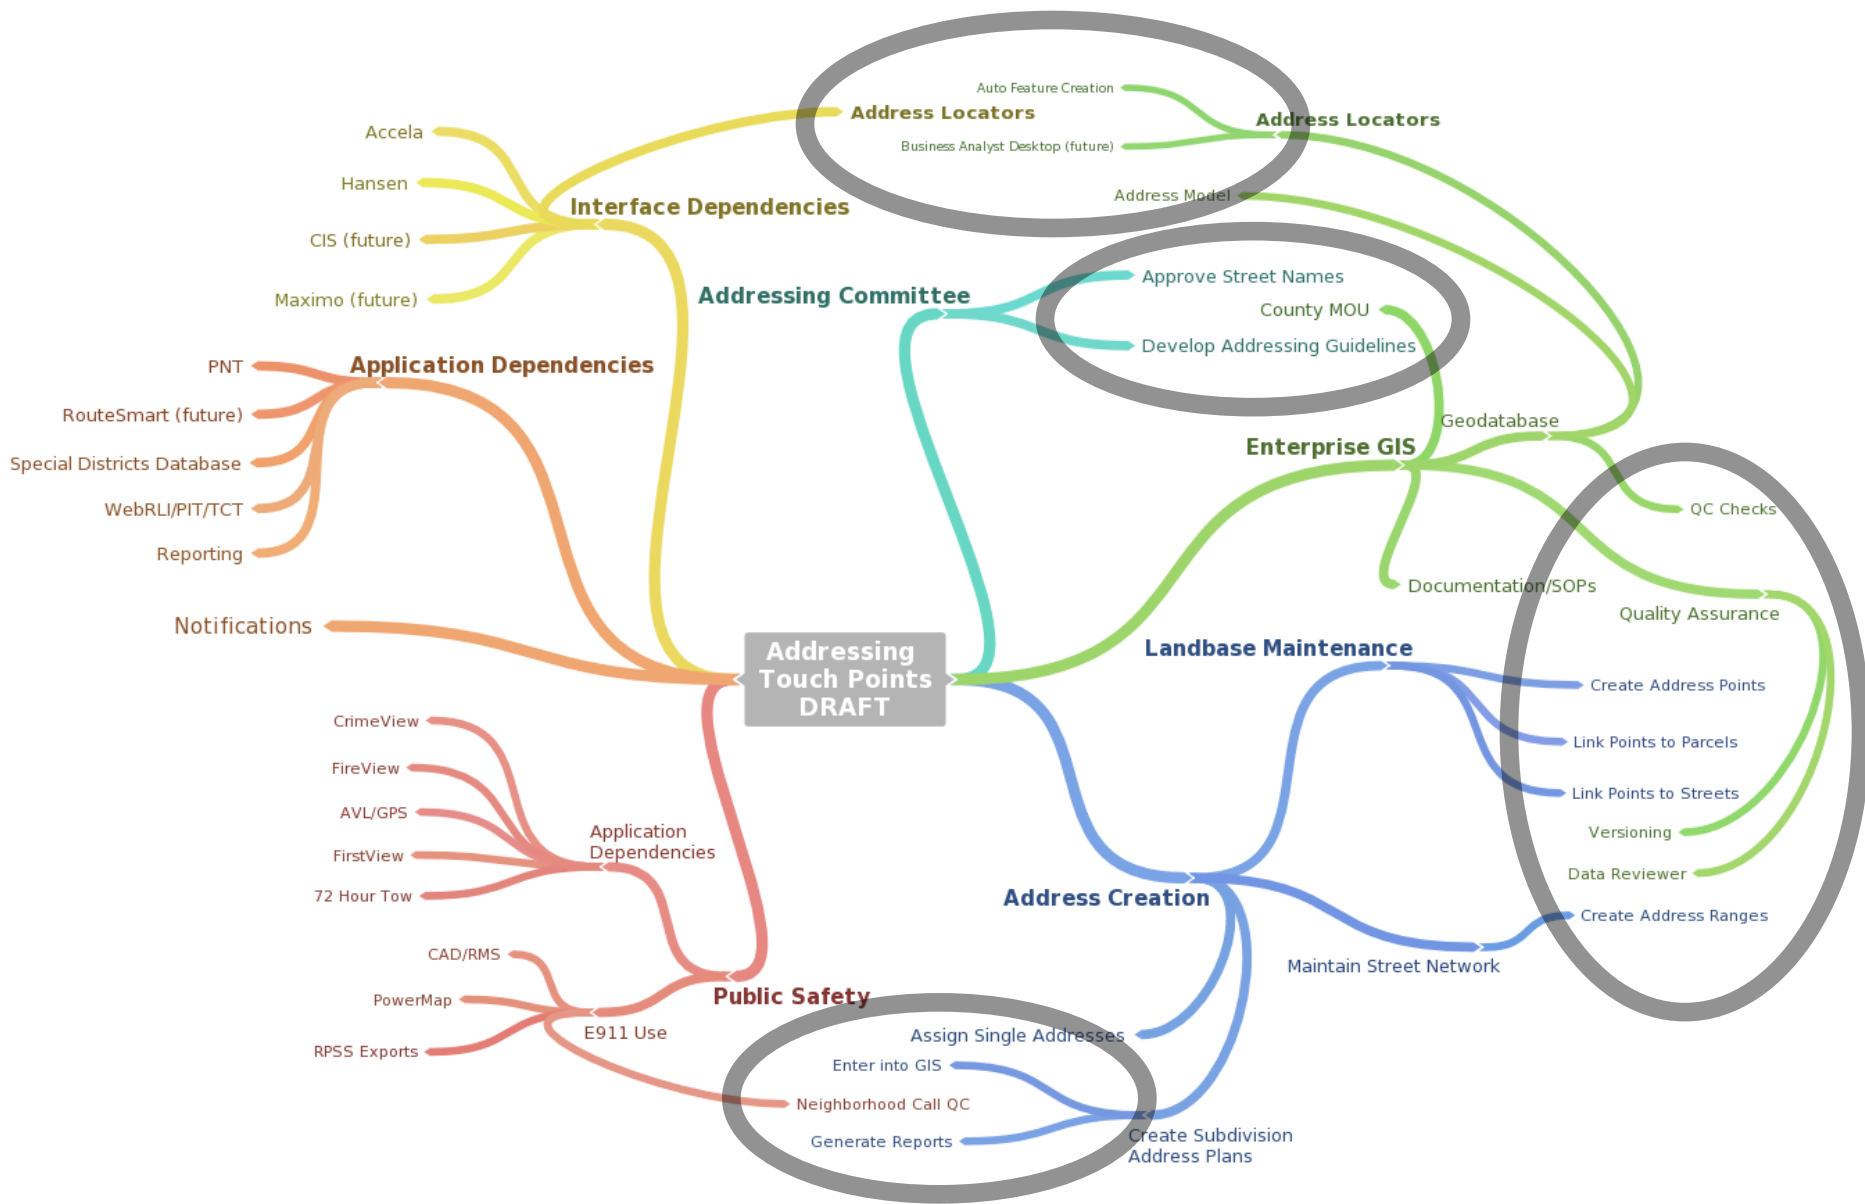 Auto Feature Creation
Address Locators
Business Analyst Desktop (future)
Address Locators
Address Model
Accela
Hansen
CIS (future)
Maximo (future)
Interface Dependencies
Addressing Committee
Approve Street Names
County MOU
Develop Addressing Guidelines
Application Dependencies
PNT
RouteSmart (future)
Special Districts Database
WebRLI/PIT/TCT
Reporting
Notifications
Geodatabase
Enterprise GIS
QC Checks
Documentation/SOPs
Quality Assurance
Addressing
Touch Points
DRAFT
Landbase Maintenance
Create Address Points
Link Points to Parcels
Link Points to Streets
Versioning
Data Reviewer
Create Address Ranges
Address Creation
Maintain Street Network
CrimeView
FireView
AVL/GPS
FirstView
72 Hour Tow
Application
Dependencies
CAD/RMS
PowerMap
RPSS Exports
E911 Use
Public Safety
Assign Single Addresses
Enter into GIS
Neighborhood Call QC
Generate Reports
Create Subdivision
Address Plans